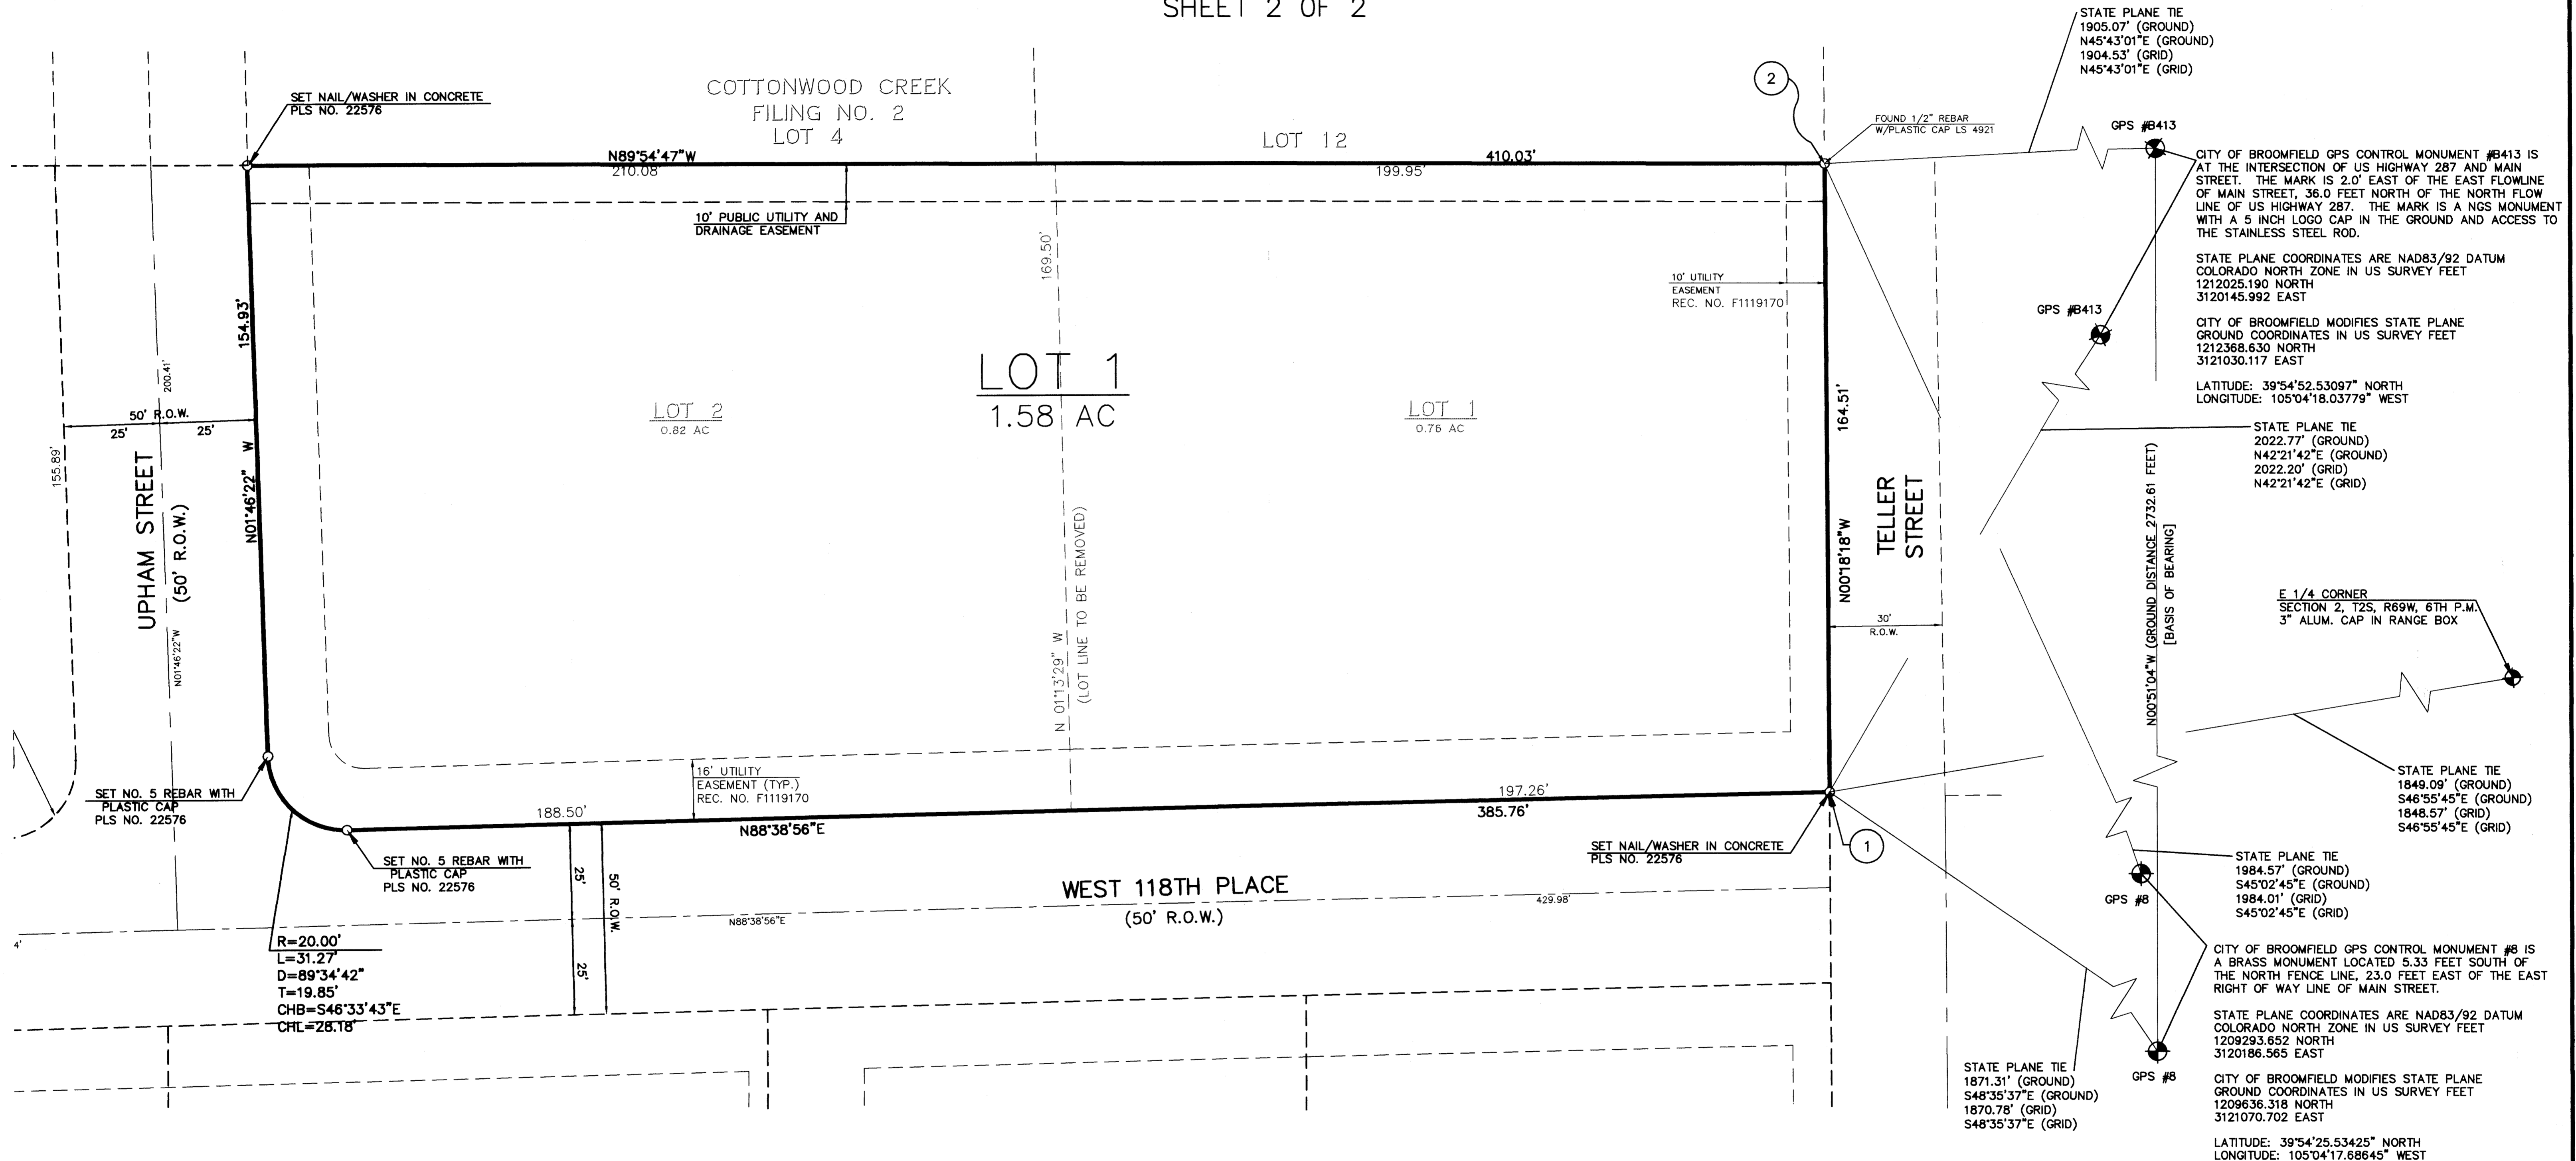 SHEET 2 OF 2
STATE PLANE TIE
1905.07' (GROUND)
N45°43'01"E (GROUND)
1904.53' (GRID)
N45°43'01"E (GRID)
SET NAIL/WASHER IN CONCRETE
PLS NO. 22576
COTTONWOOD CREEK
FILING NO. 2
LOT 4
LOT 12
2
FOUND 1/2" REBAR
W/PLASTIC CAP LS 4921
GPS #B413
N89°54'47"W
410.03'
210.08'
199.95'
10' PUBLIC UTILITY AND
DRAINAGE EASEMENT
CITY OF BROOMFIELD GPS CONTROL MONUMENT #B413 IS
AT THE INTERSECTION OF US HIGHWAY 287 AND MAIN
STREET. THE MARK IS 2.0' EAST OF THE EAST FLOWLINE
OF MAIN STREET, 36.0 FEET NORTH OF THE NORTH FLOW
LINE OF US HIGHWAY 287. THE MARK IS A NGS MONUMENT
WITH A 5 INCH LOGO CAP IN THE GROUND AND ACCESS TO
THE STAINLESS STEEL ROD.
STATE PLANE COORDINATES ARE NAD83/92 DATUM
COLORADO NORTH ZONE IN US SURVEY FEET
1212025.190 NORTH
3120145.992 EAST
CITY OF BROOMFIELD MODIFIES STATE PLANE
GROUND COORDINATES IN US SURVEY FEET
1212368.630 NORTH
3121030.117 EAST
LATITUDE: 39°54'52.53097" NORTH
LONGITUDE: 105°04'18.03779" WEST
169.50'
10' UTILITY
EASEMENT
REC. NO. F1119170
GPS #B413
154.93'
N01°46'22" W
200.41'
N01°46'22"W
50' R.O.W.
25'
25'
155.89'
UPHAM STREET
(50' R.O.W.)
LOT 2
0.82 AC
LOT 1
1.58 AC
LOT 1
0.76 AC
164.51'
N00°18'18"W
TELLER
STREET
30'
R.O.W.
STATE PLANE TIE
2022.77' (GROUND)
N42°21'42"E (GROUND)
2022.20' (GRID)
N42°21'42"E (GRID)
N00°51'04"W (GROUND DISTANCE 2732.61 FEET)
[BASIS OF BEARING]
E 1/4 CORNER
SECTION 2, T2S, R69W, 6TH P.M.
3" ALUM. CAP IN RANGE BOX
N 01°13'29" W
(LOT LINE TO BE REMOVED)
16' UTILITY
EASEMENT (TYP.)
REC. NO. F1119170
SET NO. 5 REBAR WITH
PLASTIC CAP
PLS NO. 22576
188.50'
197.26'
N88°38'56"E
385.76'
STATE PLANE TIE
1849.09' (GROUND)
S46°55'45"E (GROUND)
1848.57' (GRID)
S46°55'45"E (GRID)
SET NO. 5 REBAR WITH
PLASTIC CAP
PLS NO. 22576
SET NAIL/WASHER IN CONCRETE
PLS NO. 22576
1
STATE PLANE TIE
1984.57' (GROUND)
S45°02'45"E (GROUND)
1984.01' (GRID)
S45°02'45"E (GRID)
GPS #8
25'
50' R.O.W.
25'
WEST 118TH PLACE
(50' R.O.W.)
N88°38'56"E
429.98'
4'
R=20.00'
L=31.27'
D=89°34'42"
T=19.85'
CHB=S46°33'43"E
CHL=28.18'
CITY OF BROOMFIELD GPS CONTROL MONUMENT #8 IS
A BRASS MONUMENT LOCATED 5.33 FEET SOUTH OF
THE NORTH FENCE LINE, 23.0 FEET EAST OF THE EAST
RIGHT OF WAY LINE OF MAIN STREET.
STATE PLANE COORDINATES ARE NAD83/92 DATUM
COLORADO NORTH ZONE IN US SURVEY FEET
1209293.652 NORTH
3120186.565 EAST
STATE PLANE TIE
1871.31' (GROUND)
S48°35'37"E (GROUND)
1870.78' (GRID)
S48°35'37"E (GRID)
GPS #8
CITY OF BROOMFIELD MODIFIES STATE PLANE
GROUND COORDINATES IN US SURVEY FEET
1209636.318 NORTH
3121070.702 EAST
LATITUDE: 39°54'25.53425" NORTH
LONGITUDE: 105°04'17.68645" WEST